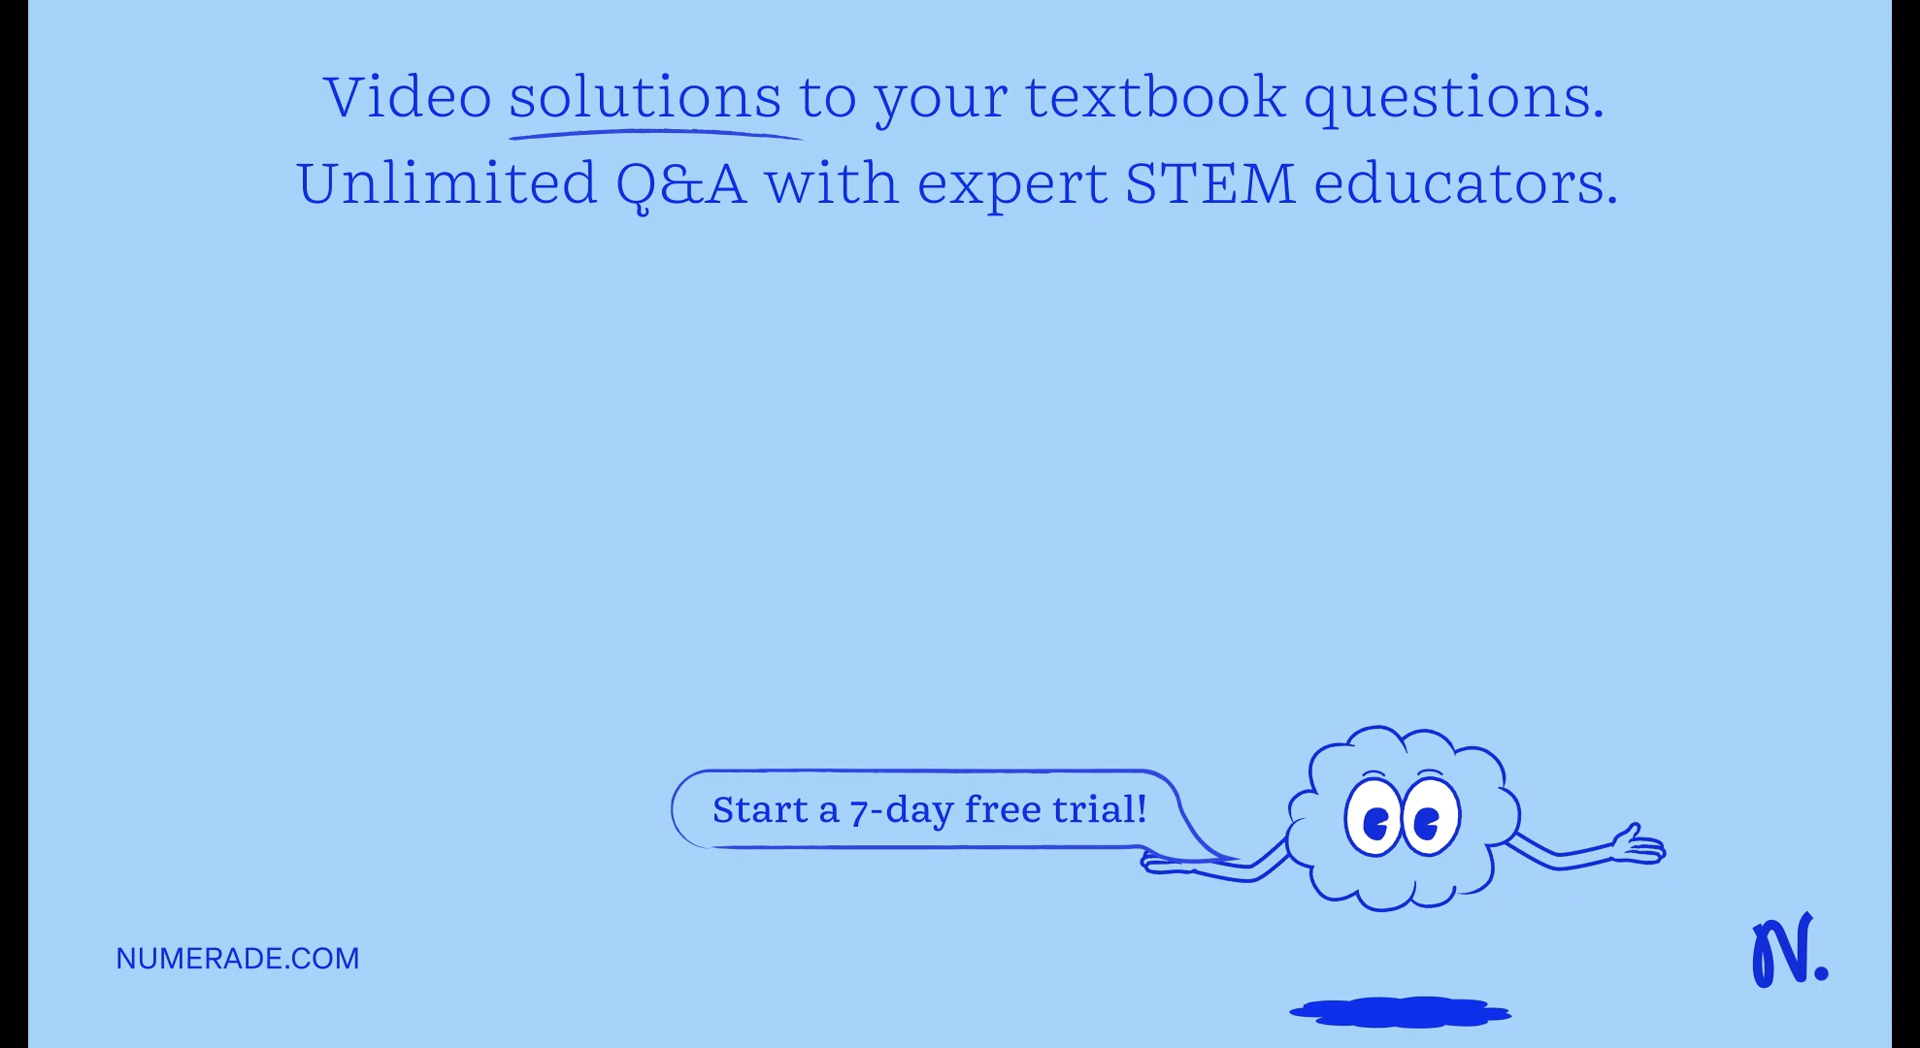 Video solutions to your textbook questions.
Unlimited Q&A with expert STEM educators.
Start a 7-day free trial!
NUMERADE.COM
N.